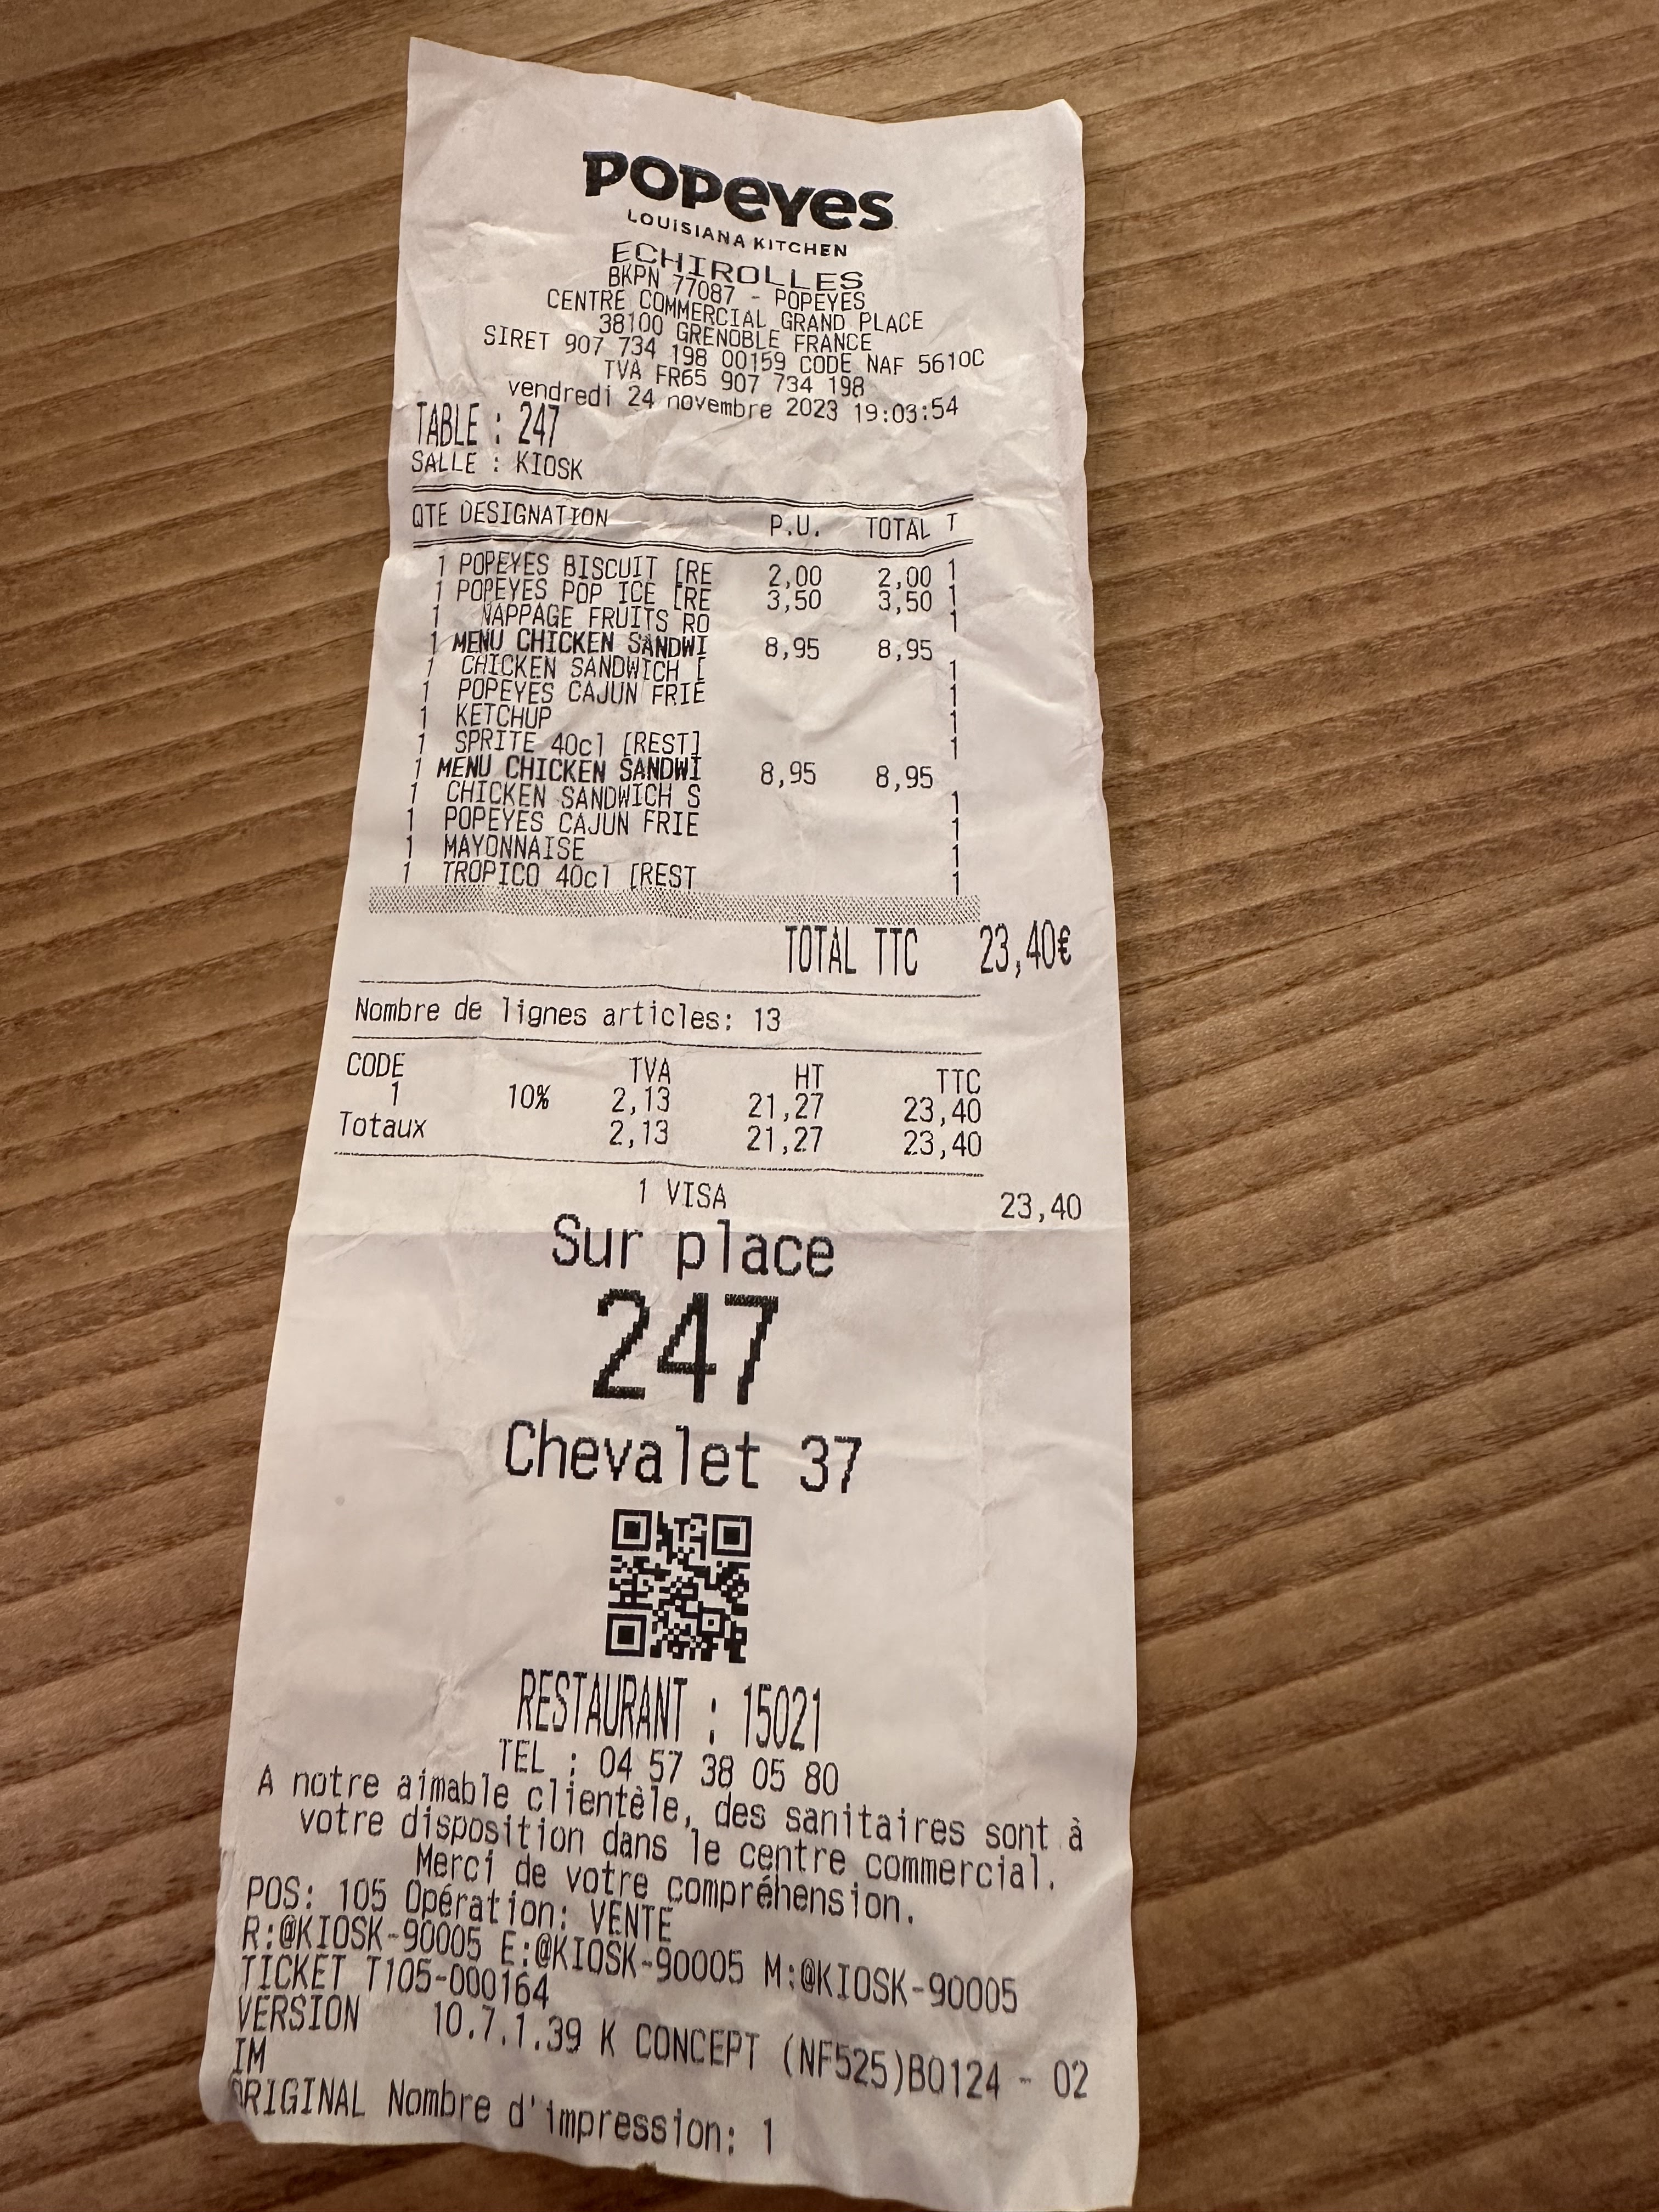 POPEYES
LOUISIANA KITCHEN
ECHIROLLES
BKPN 77087 - POPEYES
CENTRE COMMERCIAL GRAND PLACE
38100 GRENOBLE FRANCE
SIRET 907 734 198 00159 CODE NAF 5610C
TVA FR65 907 734 198
vendredi 24 novembre 2023 19:03:54
TABLE : 247
SALLE : KIOSK
QTE DESIGNATION P.U. TOTAL T
1 POPEYES BISCUIT [RE 2,00 2,00 1
1 POPEYES POP ICE [RE 3,50 3,50 1
1 NAPPAGE FRUITS RO 1
1 MENU CHICKEN SANDWI 8,95 8,95
1 CHICKEN SANDWICH [ 1
1 POPEYES CAJUN FRIE 1
1 KETCHUP 1
1 SPRITE 40cl [REST] 1
1 MENU CHICKEN SANDWI 8,95 8,95
1 CHICKEN SANDWICH S 1
1 POPEYES CAJUN FRIE 1
1 MAYONNAISE 1
1 TROPICO 40cl [REST 1
TOTAL TTC 23,40€
Nombre de lignes articles: 13
CODE TVA HT TTC
1 10% 2,13 21,27 23,40
Totaux 2,13 21,27 23,40
1 VISA 23,40
Sur place
247
Chevalet 37
RESTAURANT : 15021
TEL : 04 57 38 05 80
A notre aimable clientèle, des sanitaires sont à
votre disposition dans le centre commercial.
Merci de votre compréhension.
POS: 105 Opération: VENTE
R:@KIOSK-90005 E:@KIOSK-90005 M:@KIOSK-90005
TICKET T105-000164
VERSION 10.7.1.39 K CONCEPT (NF525)B0124 - 02
IM
ORIGINAL Nombre d'impression: 1